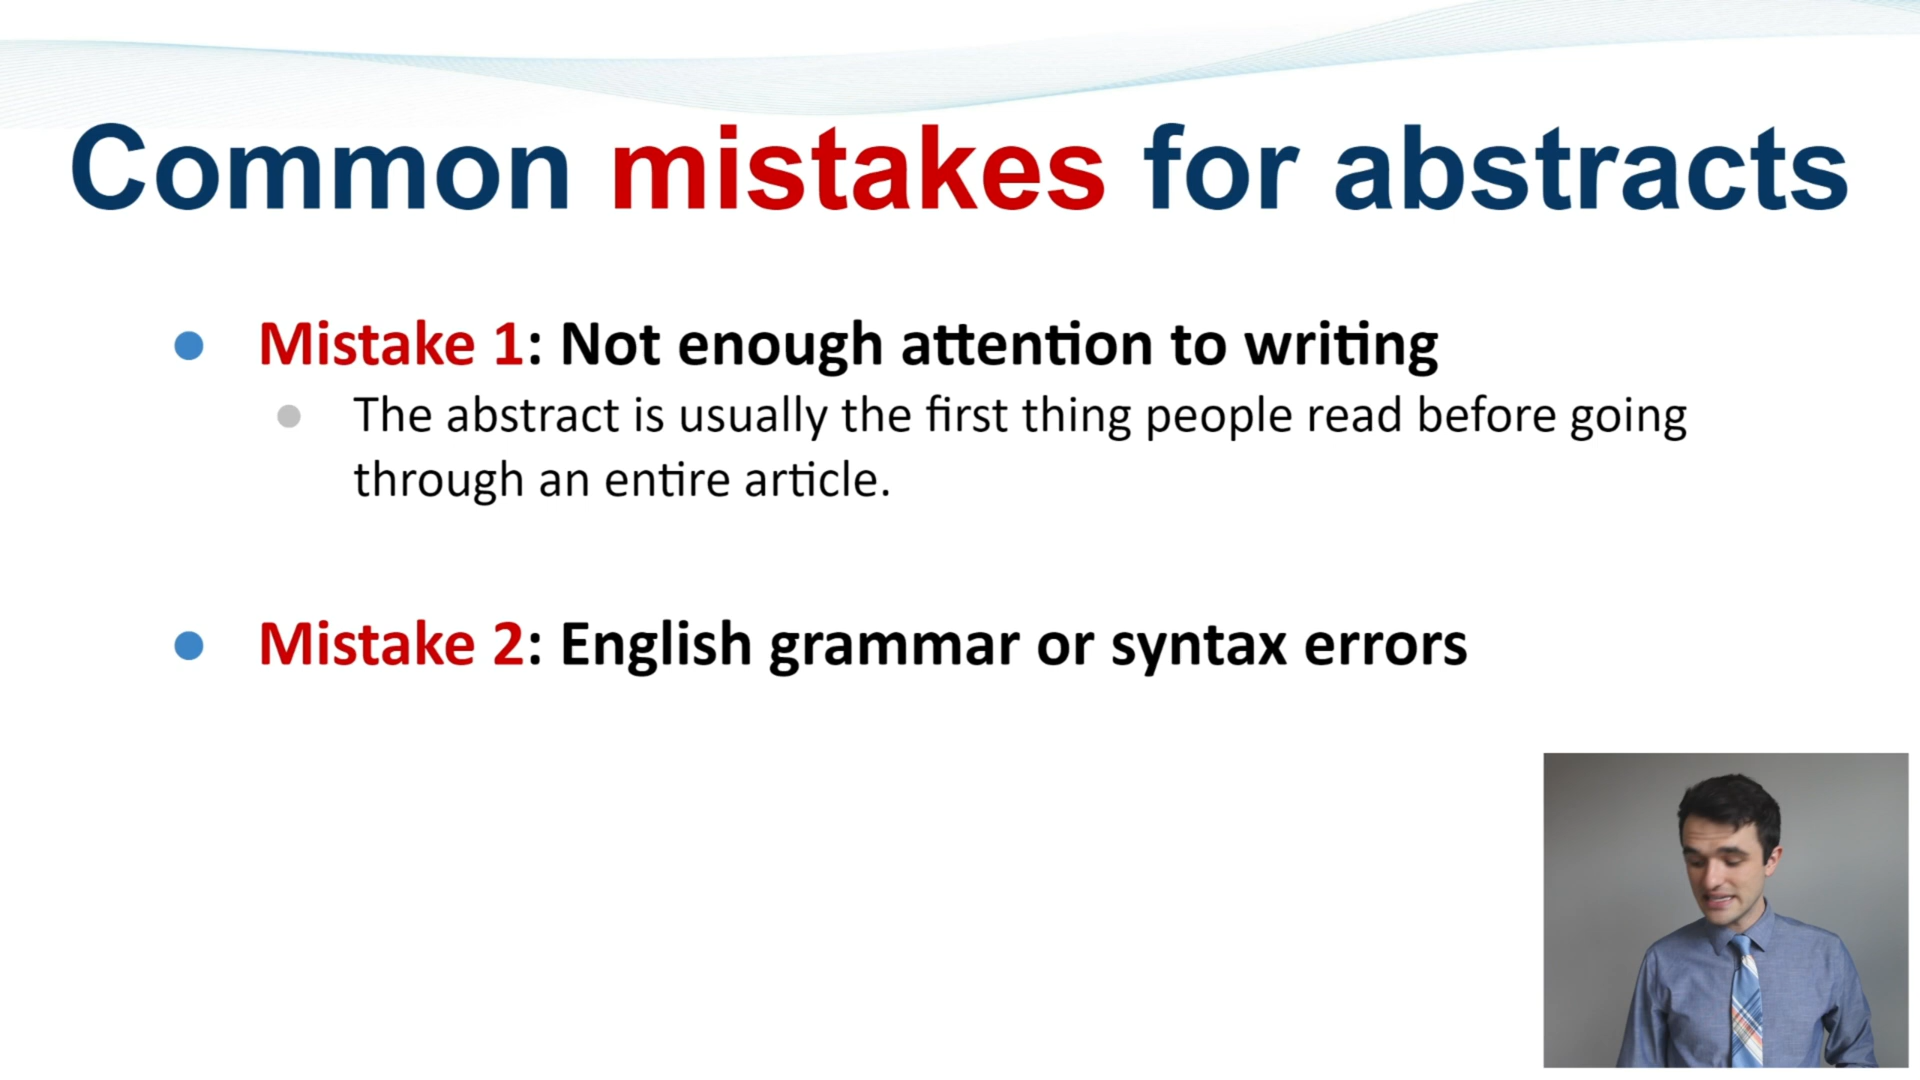 Common mistakes for abstracts
Mistake 1: Not enough attention to writing
The abstract is usually the first thing people read before going
through an entire article.
Mistake 2: English grammar or syntax errors